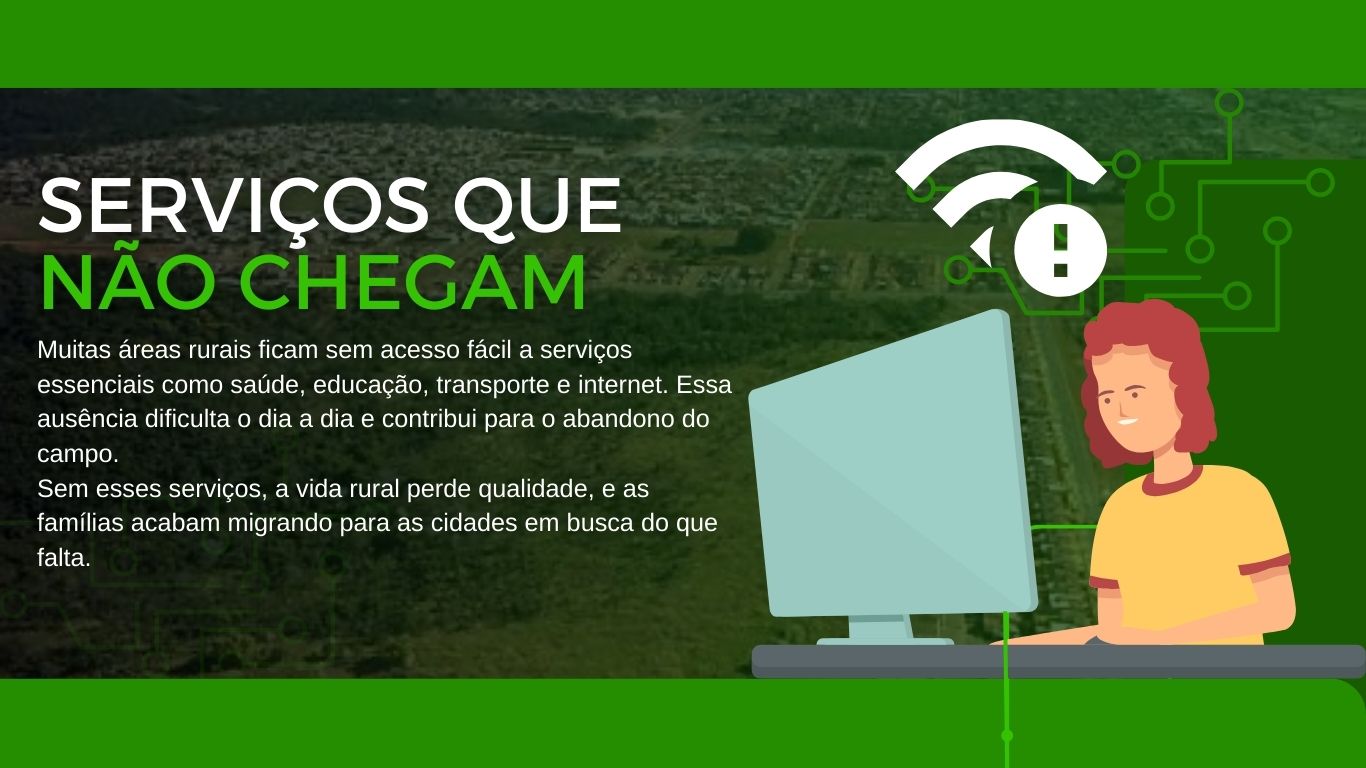 SERVIÇOS QUE
NÃO CHEGAM
Muitas áreas rurais ficam sem acesso fácil a serviços
essenciais como saúde, educação, transporte e internet. Essa
ausência dificulta o dia a dia e contribui para o abandono do
campo.
Sem esses serviços, a vida rural perde qualidade, e as
famílias acabam migrando para as cidades em busca do que
falta.